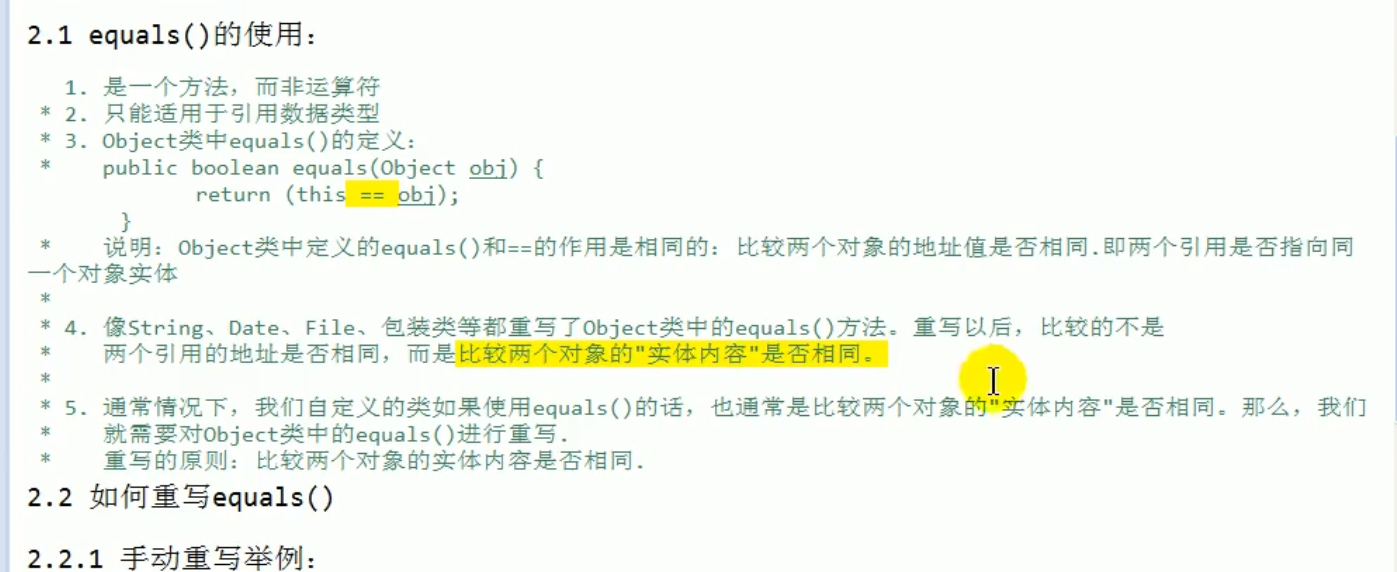 2.1 equals()的使用：
1. 是一个方法，而非运算符
* 2. 只能适用于引用数据类型
* 3. Object类中equals()的定义：
* public boolean equals(Object obj) {
return (this == obj);
}
* 说明：Object类中定义的equals()和==的作用是相同的：比较两个对象的地址值是否相同.即两个引用是否指向同
一个对象实体
*
* 4. 像String、Date、File、包装类等都重写了Object类中的equals()方法。重写以后，比较的不是
* 两个引用的地址是否相同，而是比较两个对象的"实体内容"是否相同。
*
* 5. 通常情况下，我们自定义的类如果使用equals()的话，也通常是比较两个对象的"实体内容"是否相同。那么，我们
* 就需要对Object类中的equals()进行重写.
* 重写的原则：比较两个对象的实体内容是否相同.
2.2 如何重写equals()
2.2.1 手动重写举例：